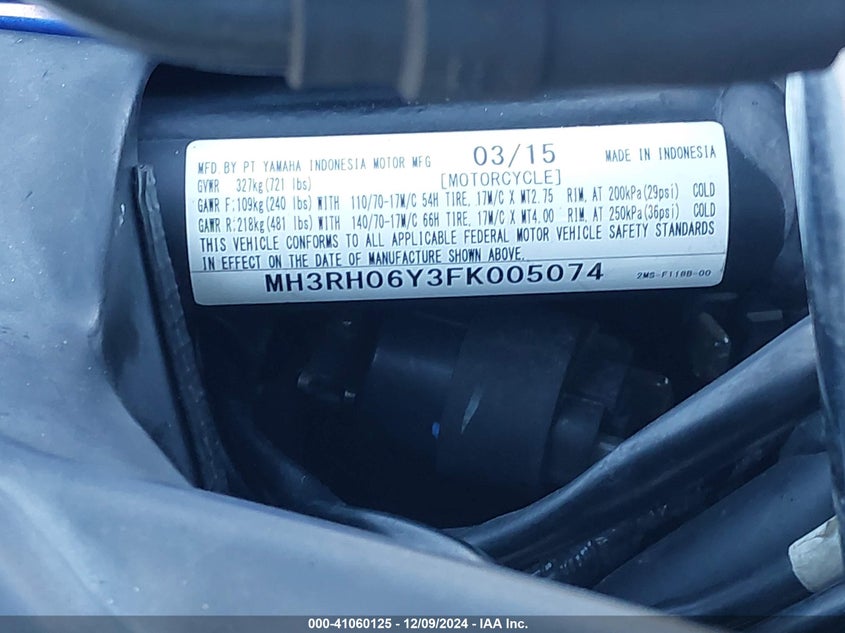 MFD. BY PT YAMAHA INDONESIA MOTOR MFG 03/15 MADE IN INDONESIA
GVWR 327kg(721 lbs) [MOTORCYCLE]
GAWR F:109kg(240 lbs)WITH 110/70-17M/C 54H TIRE, 17M/C X MT2.75 RIM, AT 200kPa(29psi) COLD
GAWR R:218kg(481 lbs)WITH 140/70-17M/C 66H TIRE, 17M/C X MT4.00 RIM, AT 250kPa(36psi) COLD
THIS VEHICLE CONFORMS TO ALL APPLICABLE FEDERAL MOTOR VEHICLE SAFETY STANDARDS
IN EFFECT ON THE DATE OF MANUFACTURE SHOWN ABOVE.
MH3RH06Y3FK005074 2MS-F118B-00
000-41060125 - 12/09/2024 - IAA Inc.